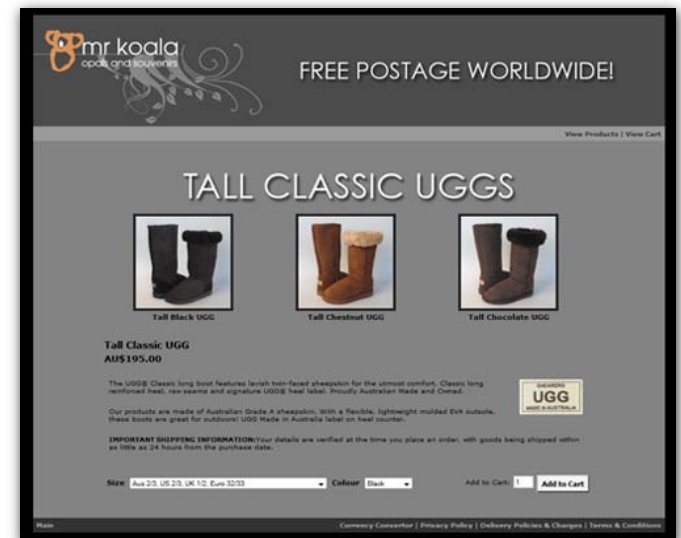 mr koala
opals and souvenirs
FREE POSTAGE WORLDWIDE!
View Products | View Cart
TALL CLASSIC UGGS
Tall Black UGG
Tall Chestnut UGG
Tall Chocolate UGG
Tall Classic UGG
AU$195.00
The UGG® Classic long boot features lavish twin-faced sheepskin for the utmost comfort. Classic long
reinforced heel, raw seams and signature UGG® heel label. Proudly Australian Made and Owned.
SHEARERS
UGG
MADE IN AUSTRALIA
Our products are made of Australian Grade A sheepskin. With a flexible, lightweight molded EVA outsole,
these boots are great for outdoors! UGG Made in Australia label on heel counter.
IMPORTANT SHIPPING INFORMATION:Your details are verified at the time you place an order, with goods being shipped within
as little as 24 hours from the purchase date.
Size Aus 2/3, US 2/3, UK 1/2, Euro 32/33 Colour Black Add to Cart: 1 Add to Cart
Main Currency Convertor | Privacy Policy | Delivery Policies & Charges | Terms & Conditions